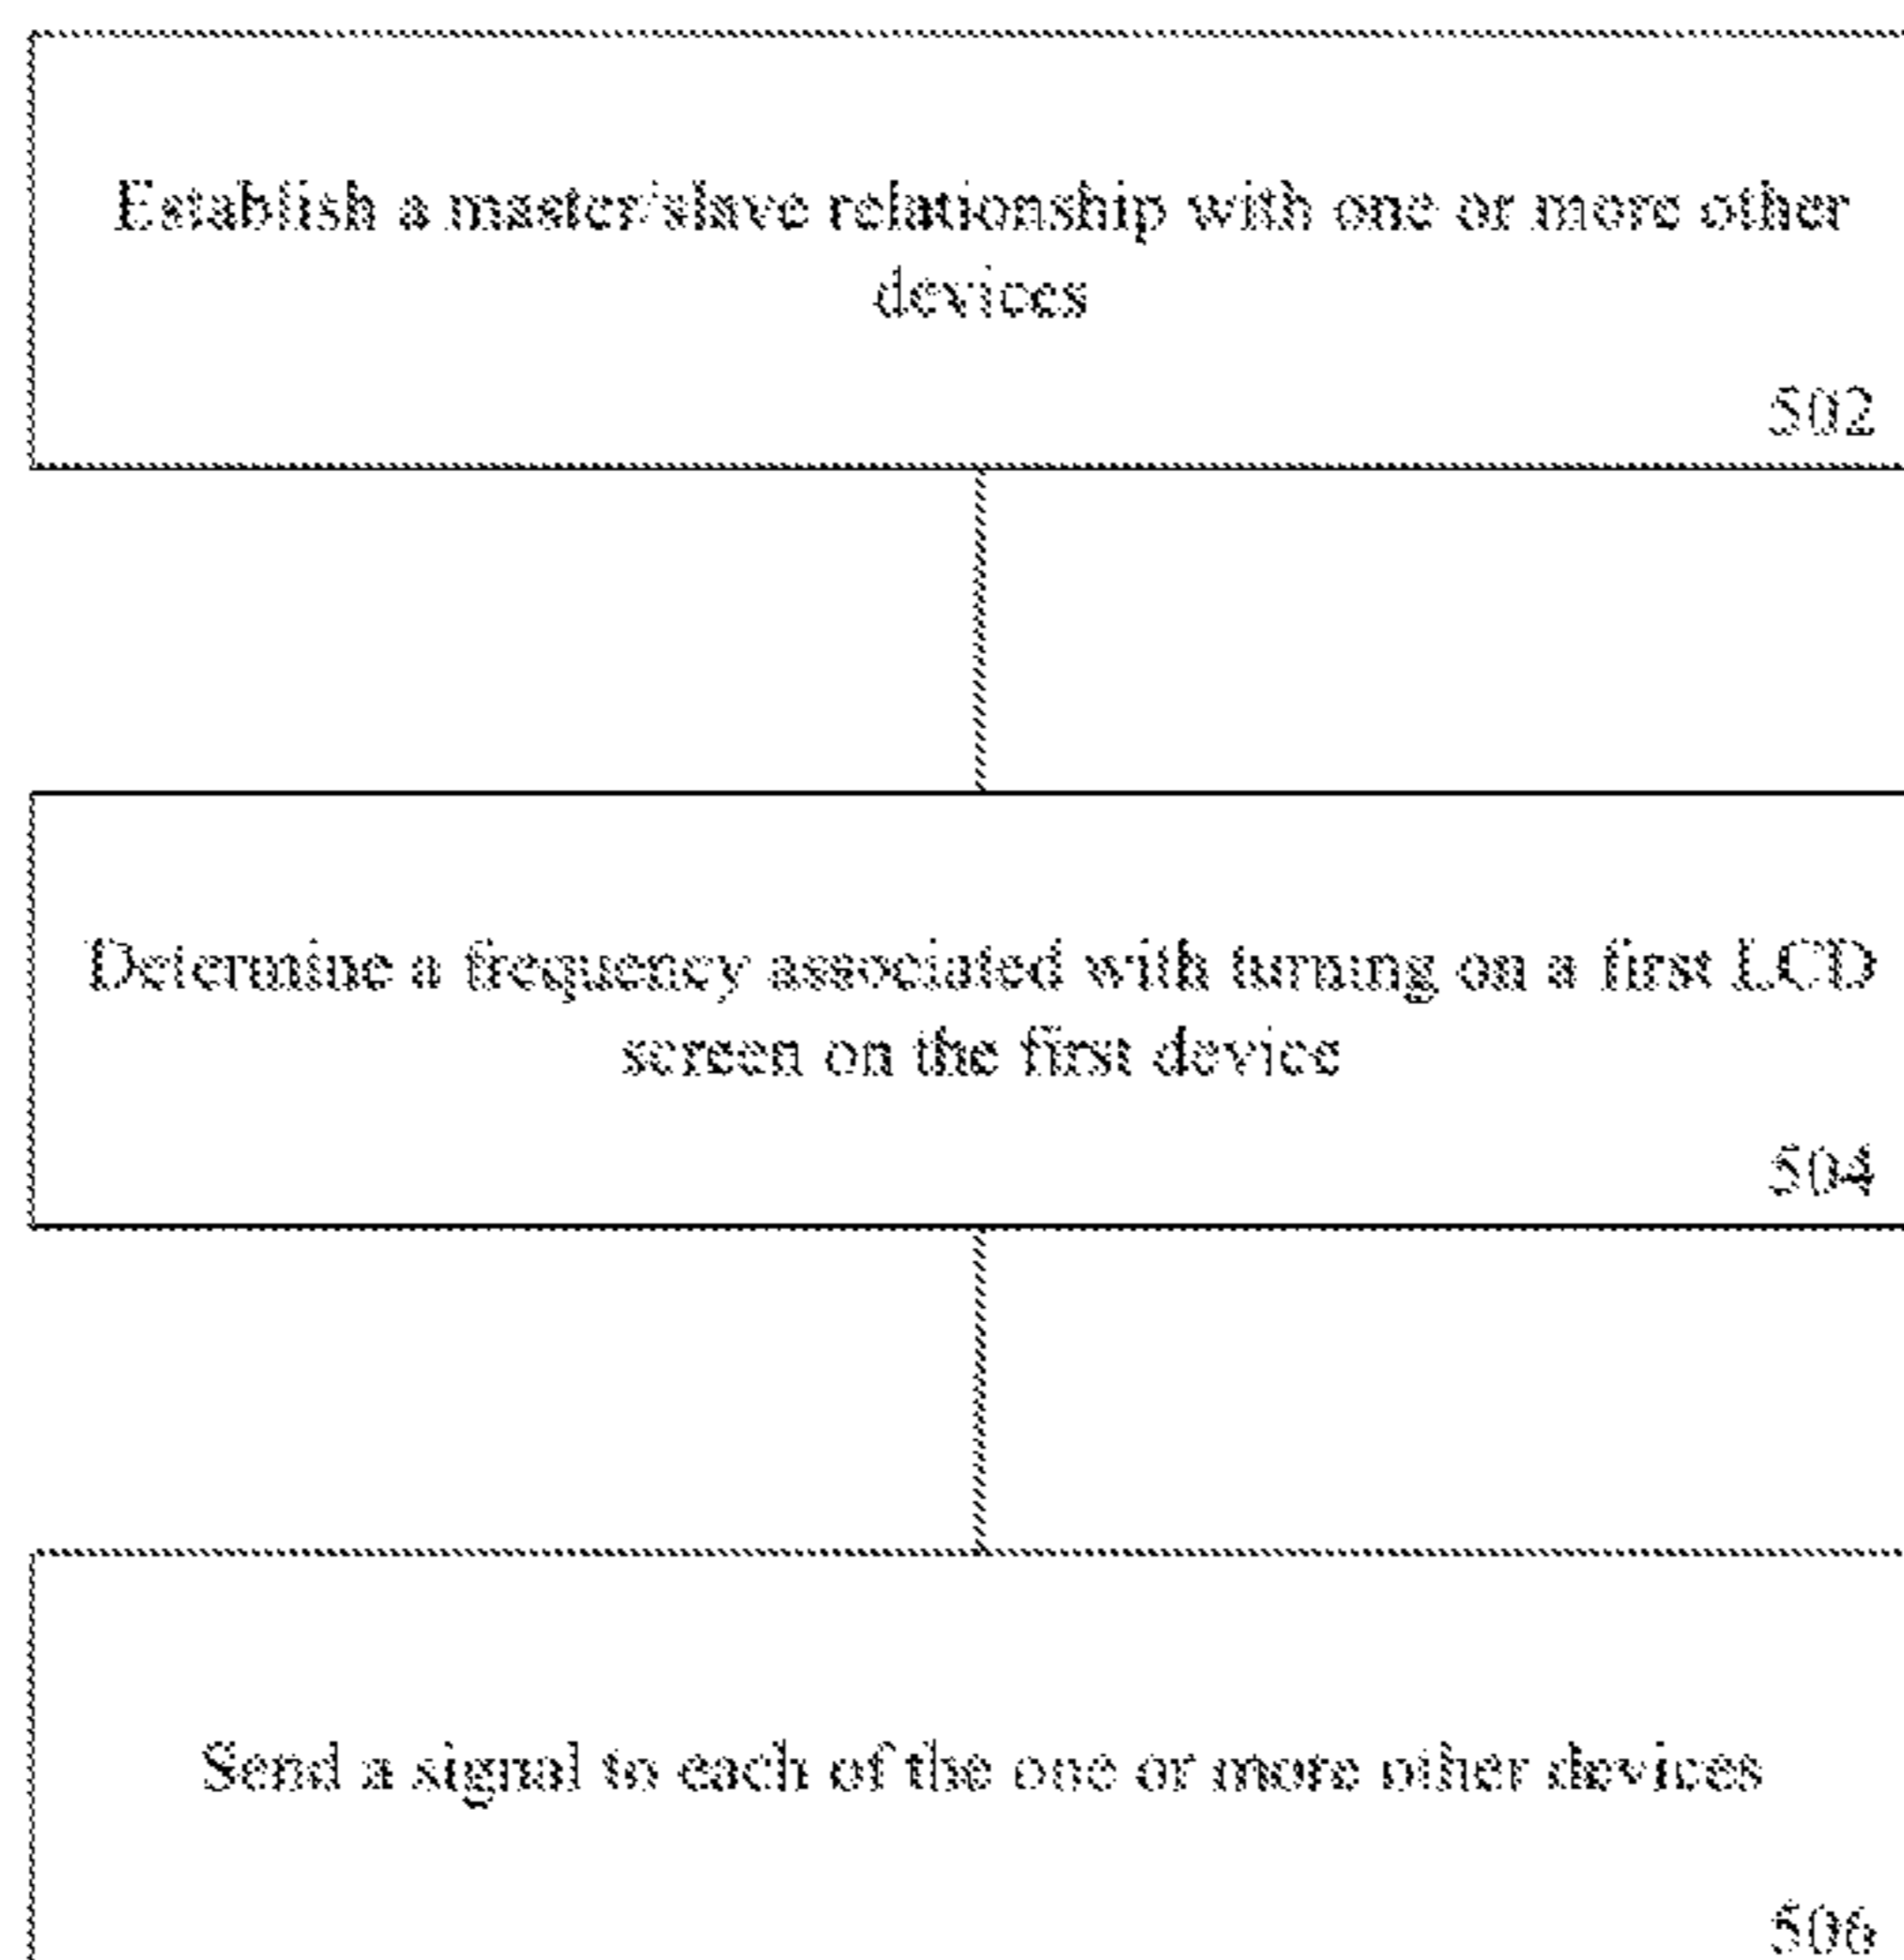 Establish a master/slave relationship with one or more other
devices
502
Determine a frequency associated with turning on a first LCD
screen on the first device
504
Send a signal to each of the one or more other devices
506